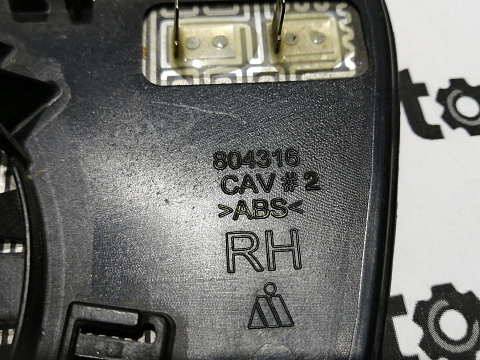 804316
CAV # 2
>ABS<
RH